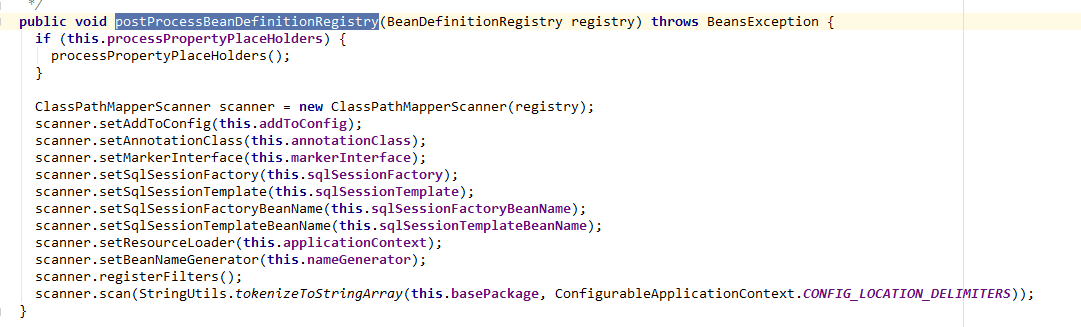 */
public void postProcessBeanDefinitionRegistry(BeanDefinitionRegistry registry) throws BeansException {
if (this.processPropertyPlaceHolders) {
processPropertyPlaceHolders();
}
ClassPathMapperScanner scanner = new ClassPathMapperScanner(registry);
scanner.setAddToConfig(this.addToConfig);
scanner.setAnnotationClass(this.annotationClass);
scanner.setMarkerInterface(this.markerInterface);
scanner.setSqlSessionFactory(this.sqlSessionFactory);
scanner.setSqlSessionTemplate(this.sqlSessionTemplate);
scanner.setSqlSessionFactoryBeanName(this.sqlSessionFactoryBeanName);
scanner.setSqlSessionTemplateBeanName(this.sqlSessionTemplateBeanName);
scanner.setResourceLoader(this.applicationContext);
scanner.setBeanNameGenerator(this.nameGenerator);
scanner.registerFilters();
scanner.scan(StringUtils.tokenizeToStringArray(this.basePackage, ConfigurableApplicationContext.CONFIG_LOCATION_DELIMITERS));
}